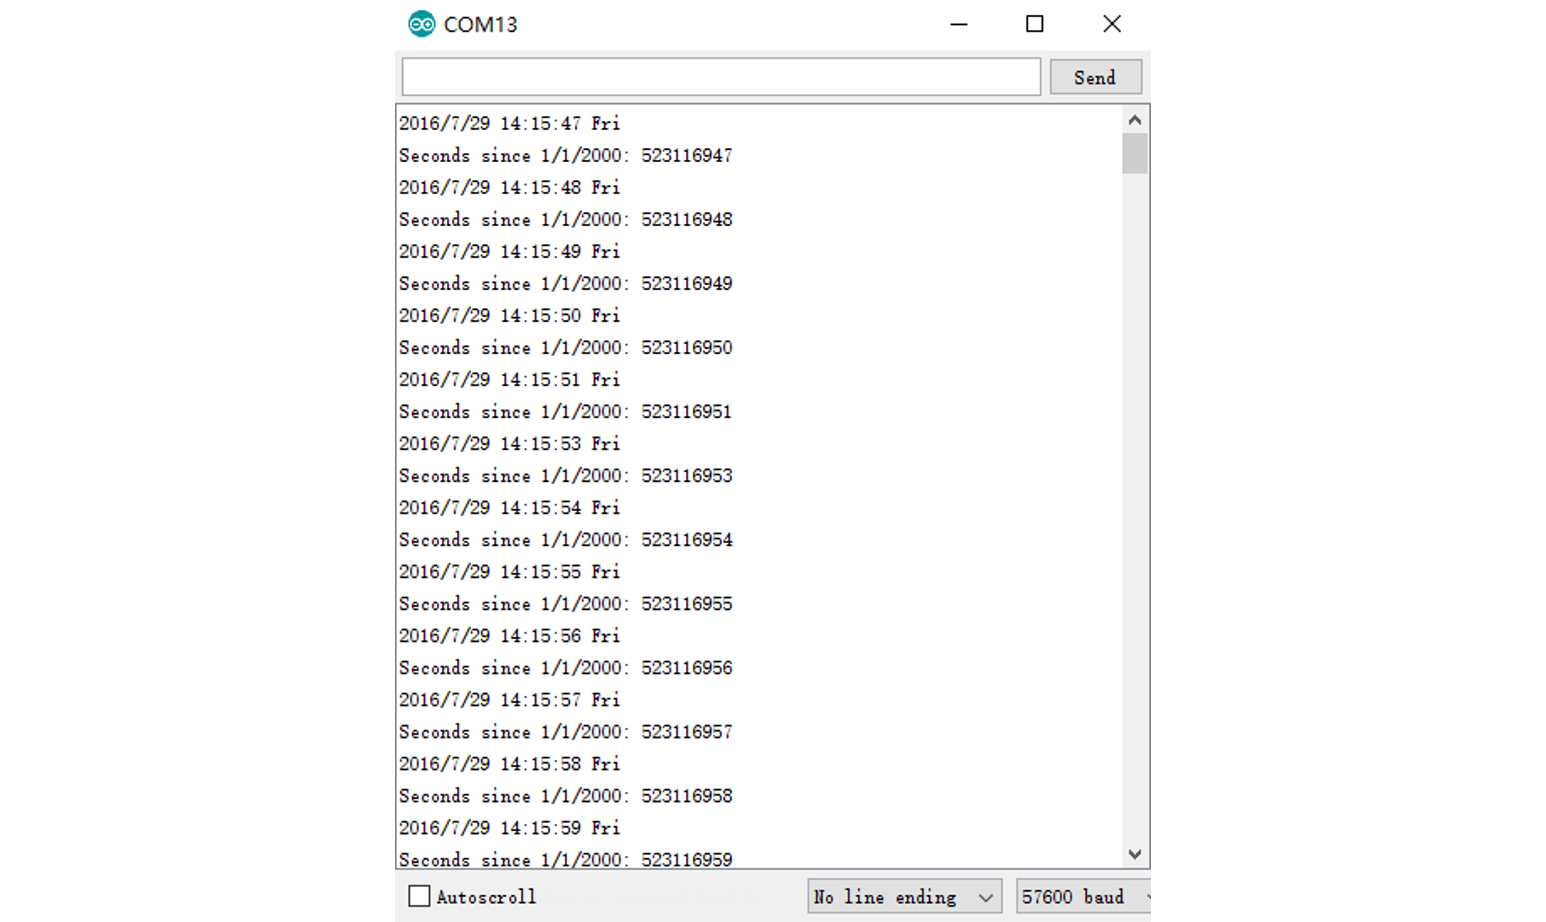 COM13
Send
2016/7/29 14:15:47 Fri
Seconds since 1/1/2000: 523116947
2016/7/29 14:15:48 Fri
Seconds since 1/1/2000: 523116948
2016/7/29 14:15:49 Fri
Seconds since 1/1/2000: 523116949
2016/7/29 14:15:50 Fri
Seconds since 1/1/2000: 523116950
2016/7/29 14:15:51 Fri
Seconds since 1/1/2000: 523116951
2016/7/29 14:15:53 Fri
Seconds since 1/1/2000: 523116953
2016/7/29 14:15:54 Fri
Seconds since 1/1/2000: 523116954
2016/7/29 14:15:55 Fri
Seconds since 1/1/2000: 523116955
2016/7/29 14:15:56 Fri
Seconds since 1/1/2000: 523116956
2016/7/29 14:15:57 Fri
Seconds since 1/1/2000: 523116957
2016/7/29 14:15:58 Fri
Seconds since 1/1/2000: 523116958
2016/7/29 14:15:59 Fri
Seconds since 1/1/2000: 523116959
Autoscroll No line ending 57600 baud